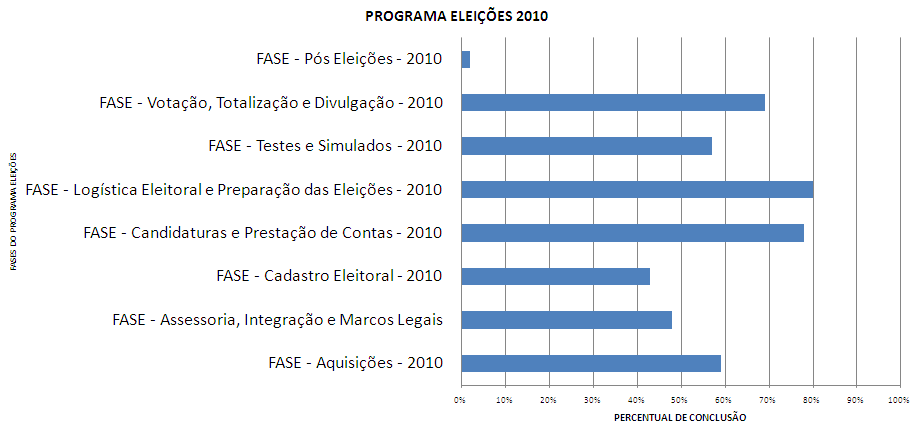 PROGRAMA ELEIÇÕES 2010
FASE - Pós Eleições - 2010
FASE - Votação, Totalização e Divulgação - 2010
FASE - Testes e Simulados - 2010
FASE - Logística Eleitoral e Preparação das Eleições - 2010
FASE - Candidaturas e Prestação de Contas - 2010
FASE - Cadastro Eleitoral - 2010
FASE - Assessoria, Integração e Marcos Legais
FASE - Aquisições - 2010
FASES DO PROGRAMA ELEIÇÕES
0% 10% 20% 30% 40% 50% 60% 70% 80% 90% 100%
PERCENTUAL DE CONCLUSÃO